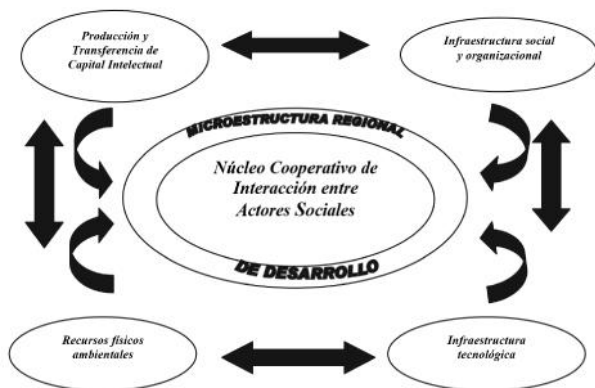 Producción y
Transferencia de
Capital Intelectual
Infraestructura social
y organizacional
MICROESTRUCTURA REGIONAL
Núcleo Cooperativo de
Interacción entre
Actores Sociales
DE DESARROLLO
Recursos físicos
ambientales
Infraestructura
tecnológica